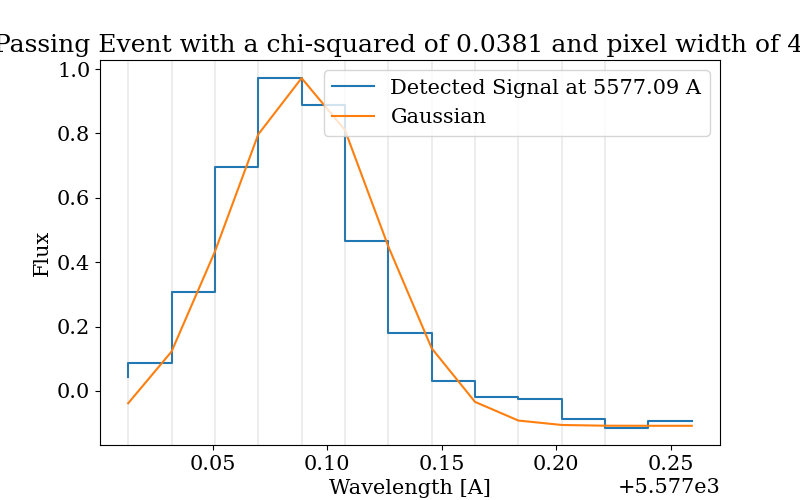 Passing Event with a chi-squared of 0.0381 and pixel width of 4
Detected Signal at 5577.09 A
Gaussian
Flux
1.0
0.8
0.6
0.4
0.2
0.0
0.05 0.10 0.15 0.20 0.25
Wavelength [A]
+5.577e3